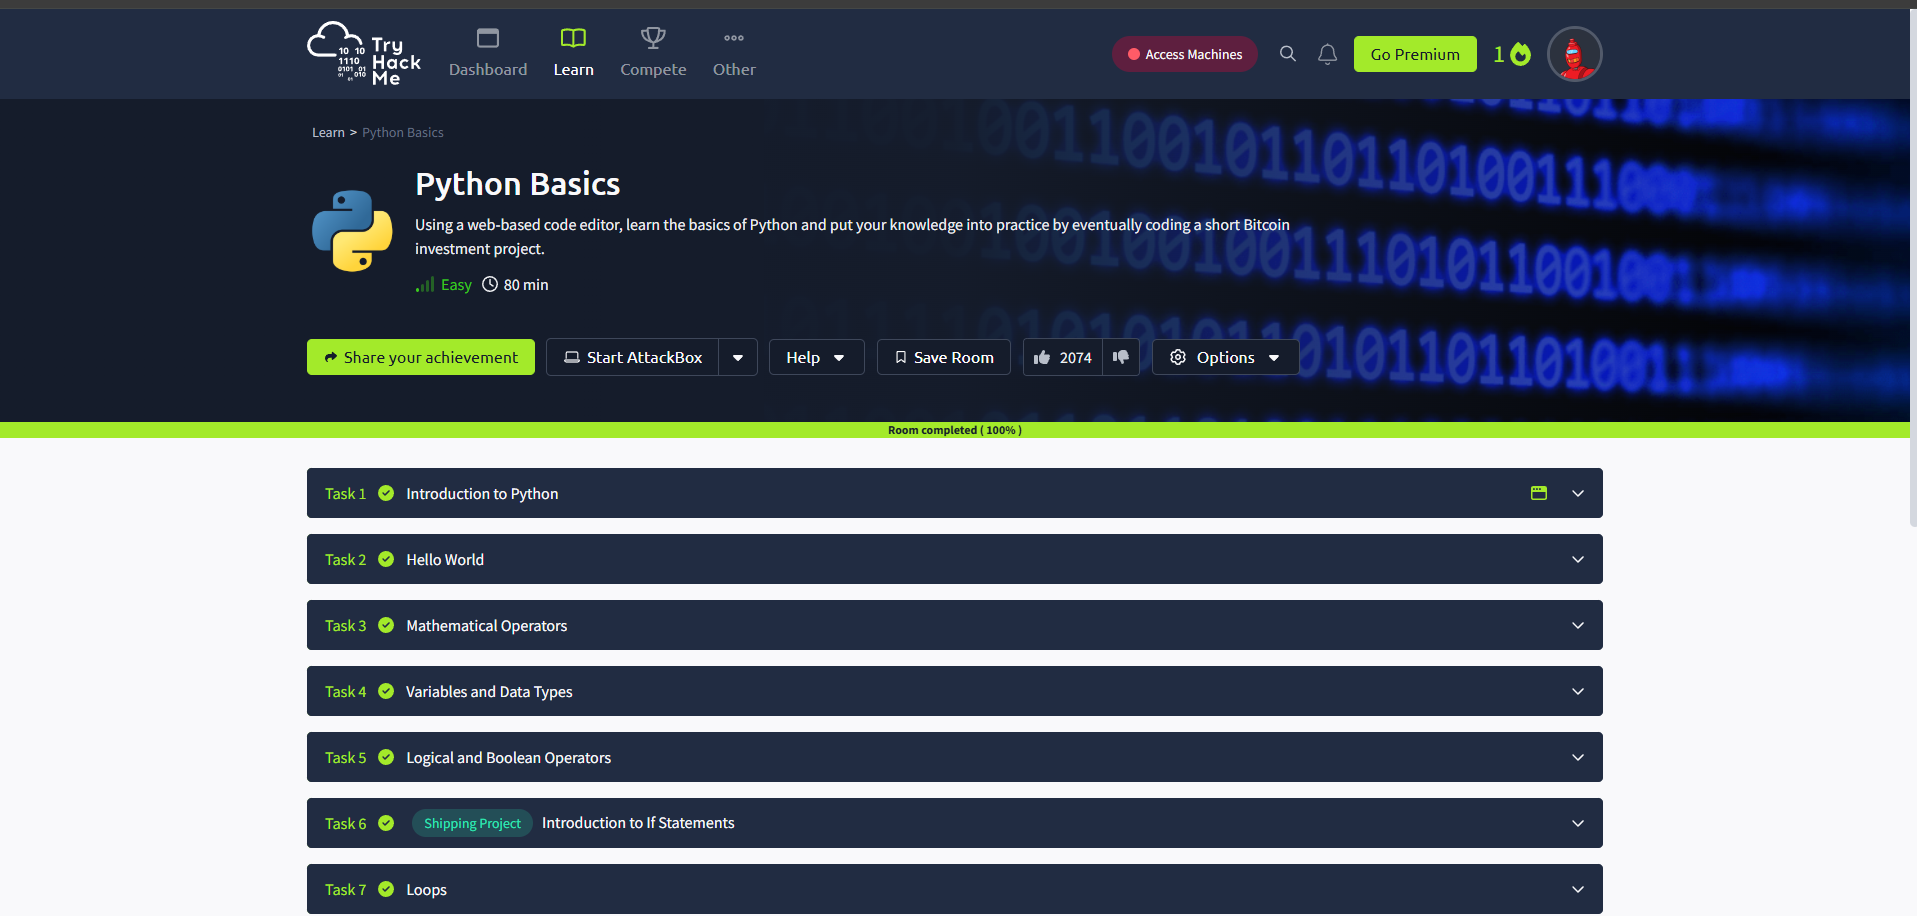 Try
Hack
Me
Dashboard
Learn
Compete
Other
Access Machines
Go Premium
1
Learn > Python Basics
Python Basics
Using a web-based code editor, learn the basics of Python and put your knowledge into practice by eventually coding a short Bitcoin
investment project.
Easy 80 min
Share your achievement
Start AttackBox
Help
Save Room
2074
Options
Room completed ( 100% )
Task 1 Introduction to Python
Task 2 Hello World
Task 3 Mathematical Operators
Task 4 Variables and Data Types
Task 5 Logical and Boolean Operators
Task 6 Shipping Project Introduction to If Statements
Task 7 Loops